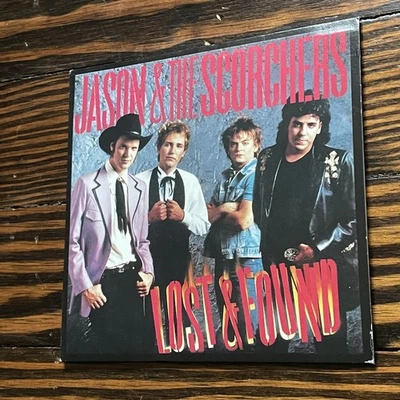 JASON & THE SCORCHERS
LOST & FOUND